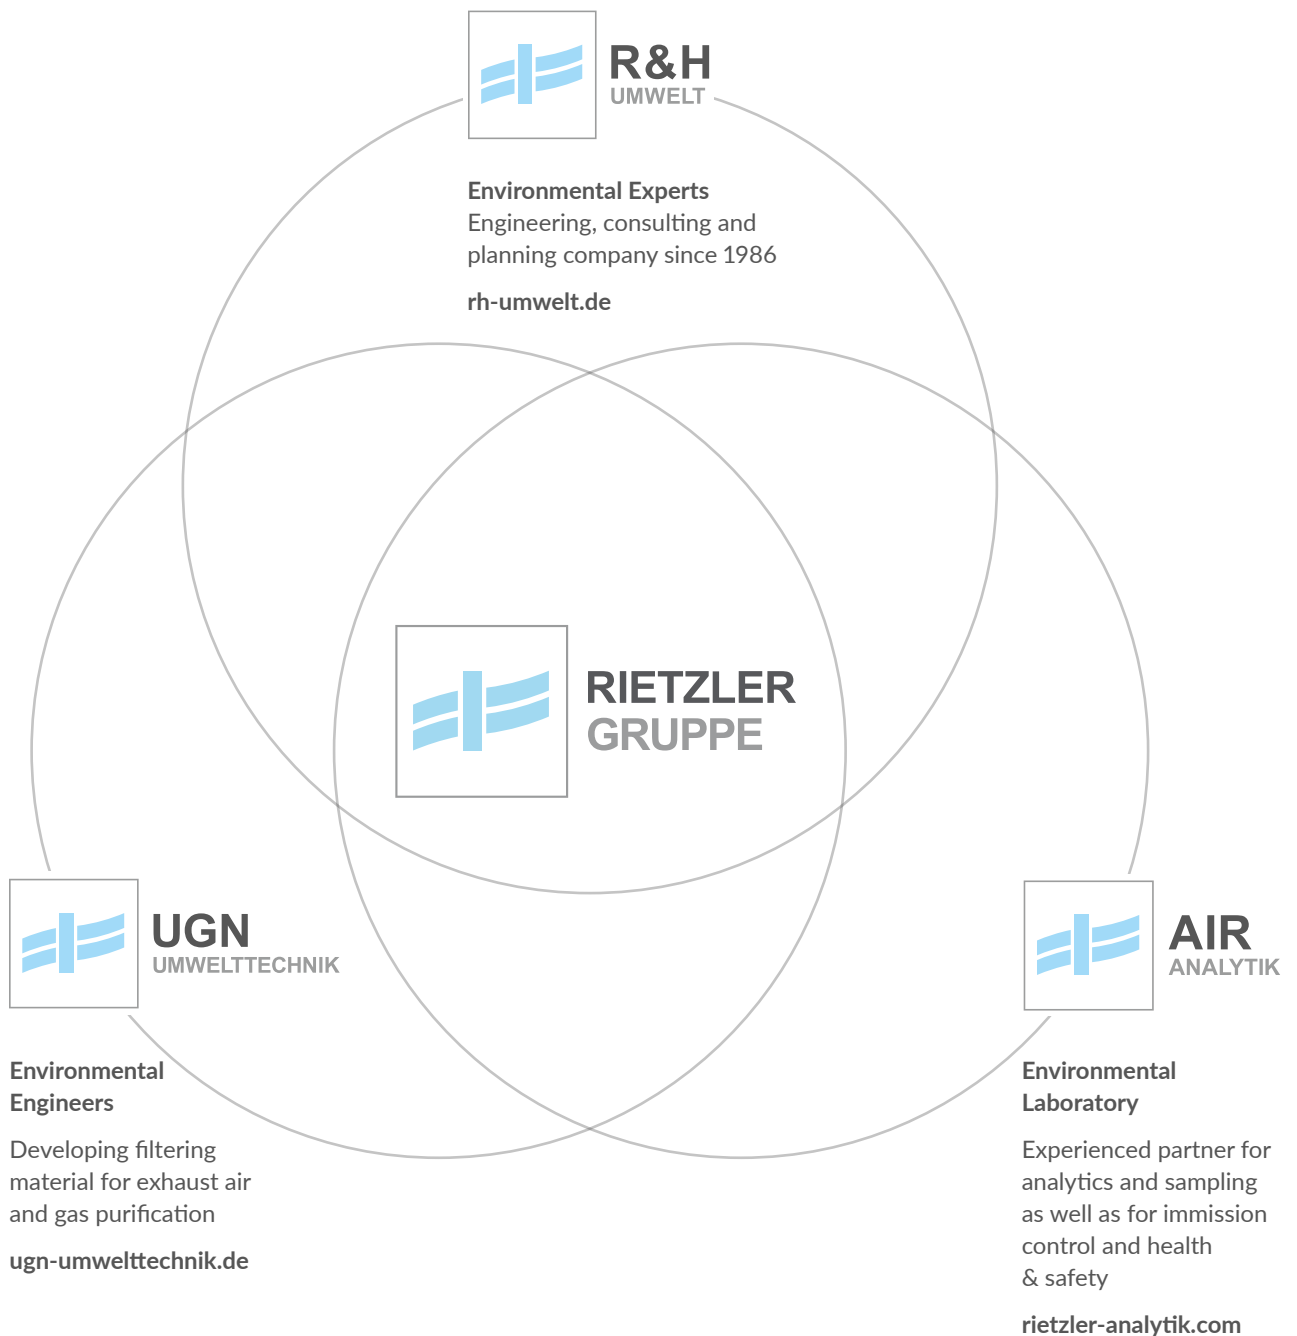 R&H
UMWELT
Environmental Experts
Engineering, consulting and
planning company since 1986
rh-umwelt.de
RIETZLER
GRUPPE
UGN
UMWELTTECHNIK
Environmental
Engineers
Developing filtering
material for exhaust air
and gas purification
ugn-umwelttechnik.de
AIR
ANALYTIK
Environmental
Laboratory
Experienced partner for
analytics and sampling
as well as for immission
control and health
& safety
rietzler-analytik.com